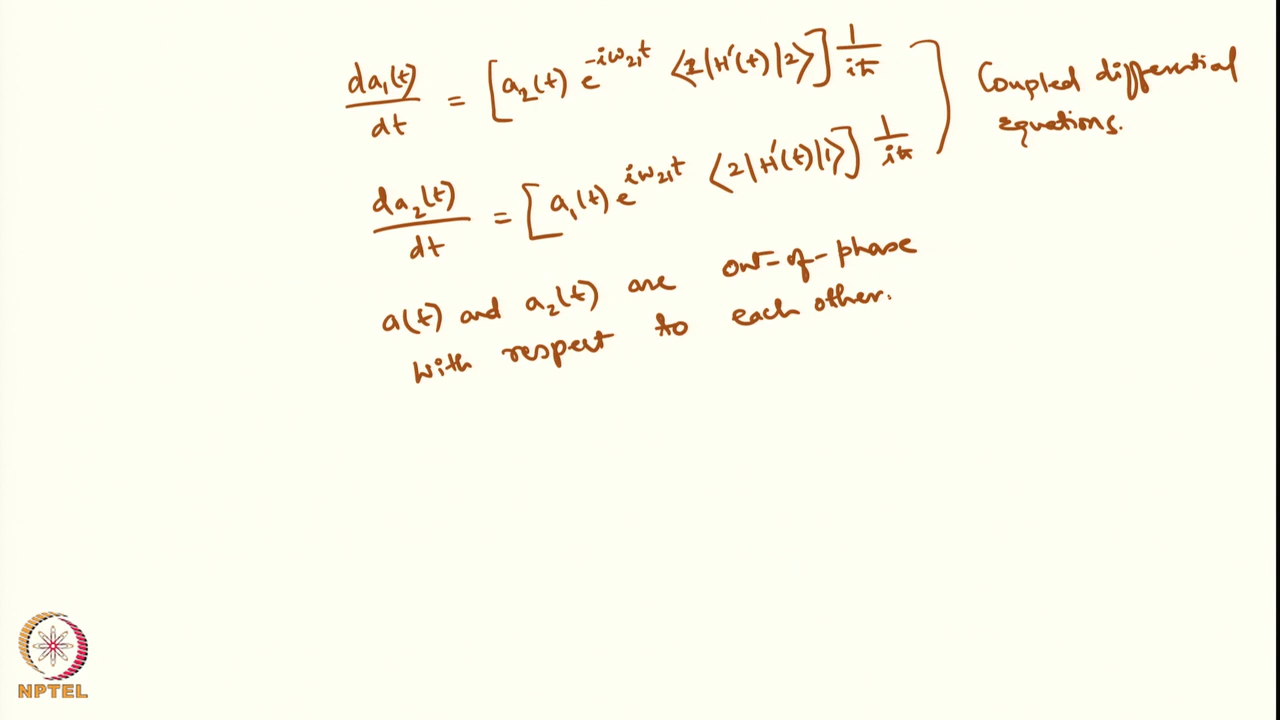 da₁(t)/dt = [a₂(t) e^{-iω₂₁t} ⟨1|H'(t)|2⟩] 1/iħ
Coupled differential
equations.
da₂(t)/dt = [a₁(t) e^{iω₂₁t} ⟨2|H'(t)|1⟩] 1/iħ
a(t) and a₂(t) are out-of-phase
with respect to each other.
NPTEL